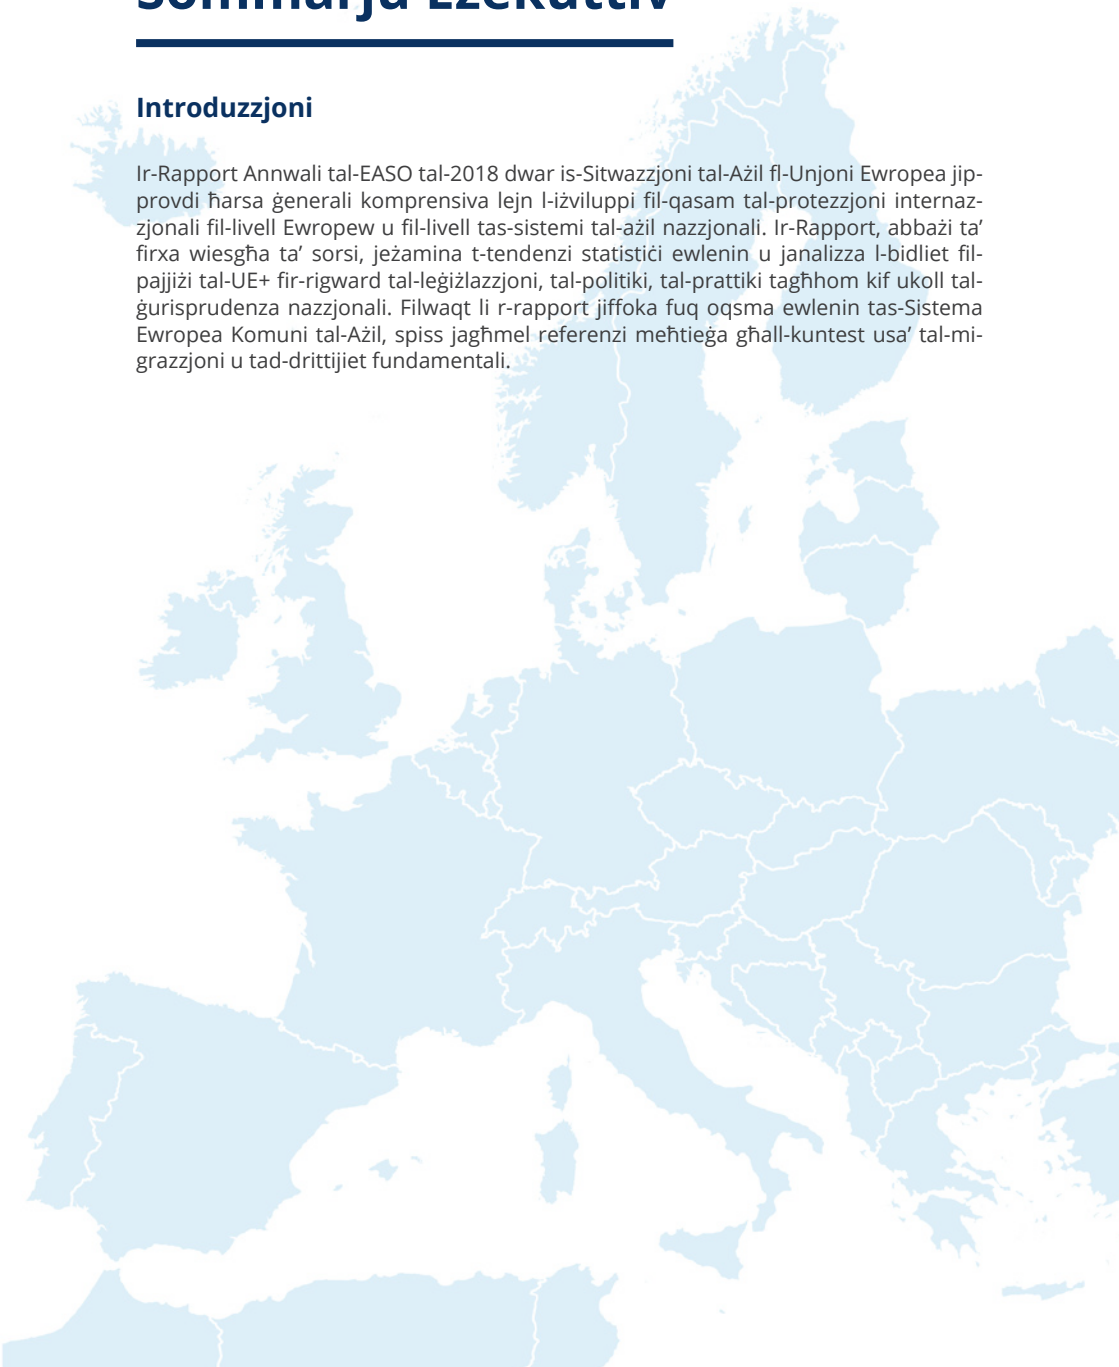 Sommarju Eżekuttiv
Introduzzjoni
Ir-Rapport Annwali tal-EASO tal-2018 dwar is-Sitwazzjoni tal-Ażil fl-Unjoni Ewropea jip-
provdi ħarsa ġenerali komprensiva lejn l-iżviluppi fil-qasam tal-protezzjoni internaz-
zjonali fil-livell Ewropew u fil-livell tas-sistemi tal-ażil nazzjonali. Ir-Rapport, abbażi ta’
firxa wiesgħa ta’ sorsi, jeżamina t-tendenzi statistiċi ewlenin u janalizza l-bidliet fil-
pajjiżi tal-UE+ fir-rigward tal-leġiżlazzjoni, tal-politiki, tal-prattiki tagħhom kif ukoll tal-
ġurisprudenza nazzjonali. Filwaqt li r-rapport jiffoka fuq oqsma ewlenin tas-Sistema
Ewropea Komuni tal-Ażil, spiss jagħmel referenzi meħtieġa għall-kuntest usa’ tal-mi-
grazzjoni u tad-drittijiet fundamentali.